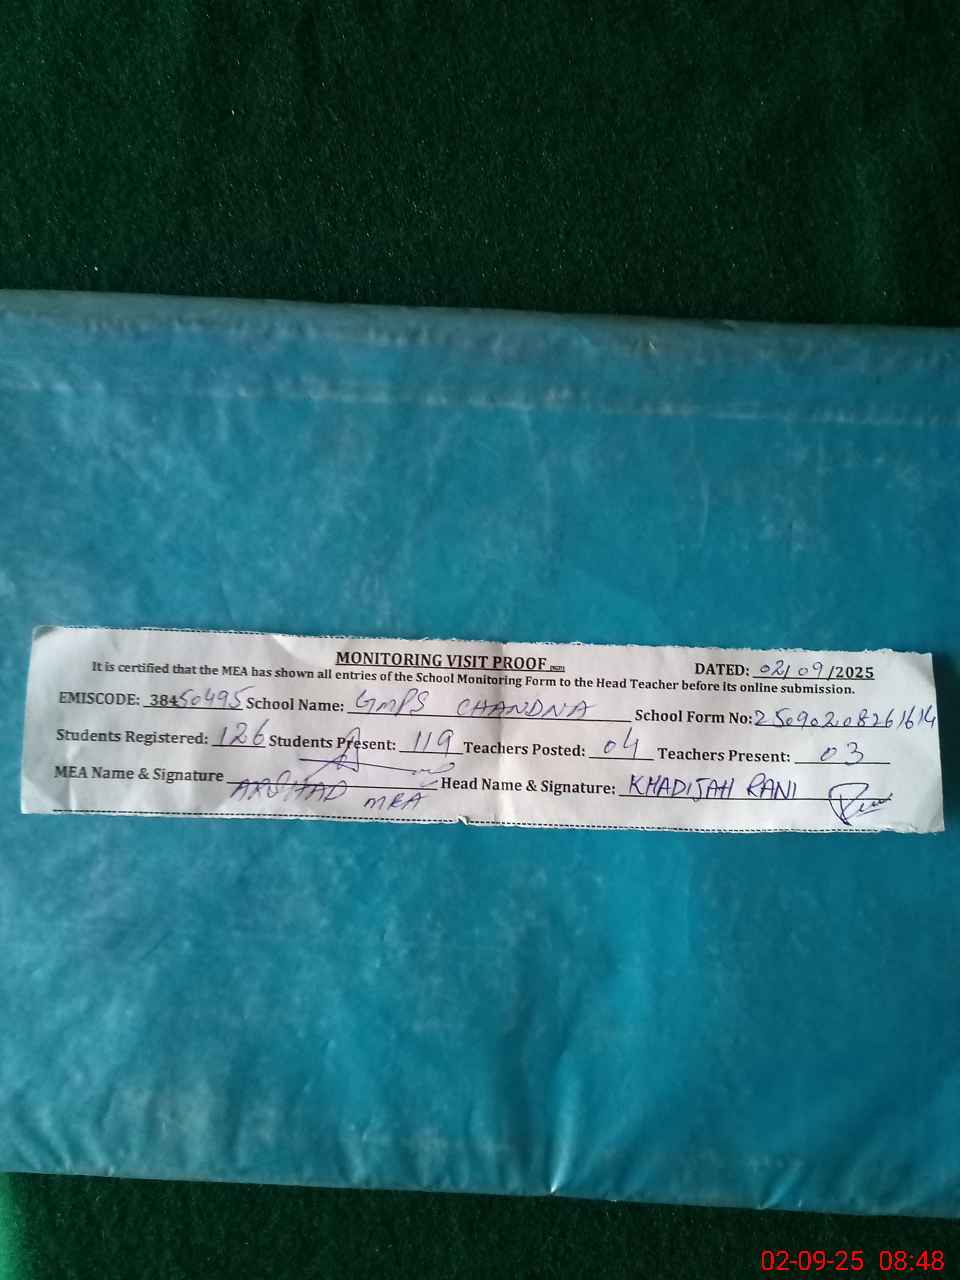 MONITORING VISIT PROOF
DATED: 02/09/2025
It is certified that the MEA has shown all entries of the School Monitoring Form to the Head Teacher before its online submission.
EMISCODE: 38450495 School Name: GMPS CHANDNA School Form No: 25090208261614
Students Registered: 126 Students Present: 119 Teachers Posted: 04 Teachers Present: 03
MEA Name & Signature ARSHAD MEA Head Name & Signature: KHADIJAH RANI
02-09-25 08:48